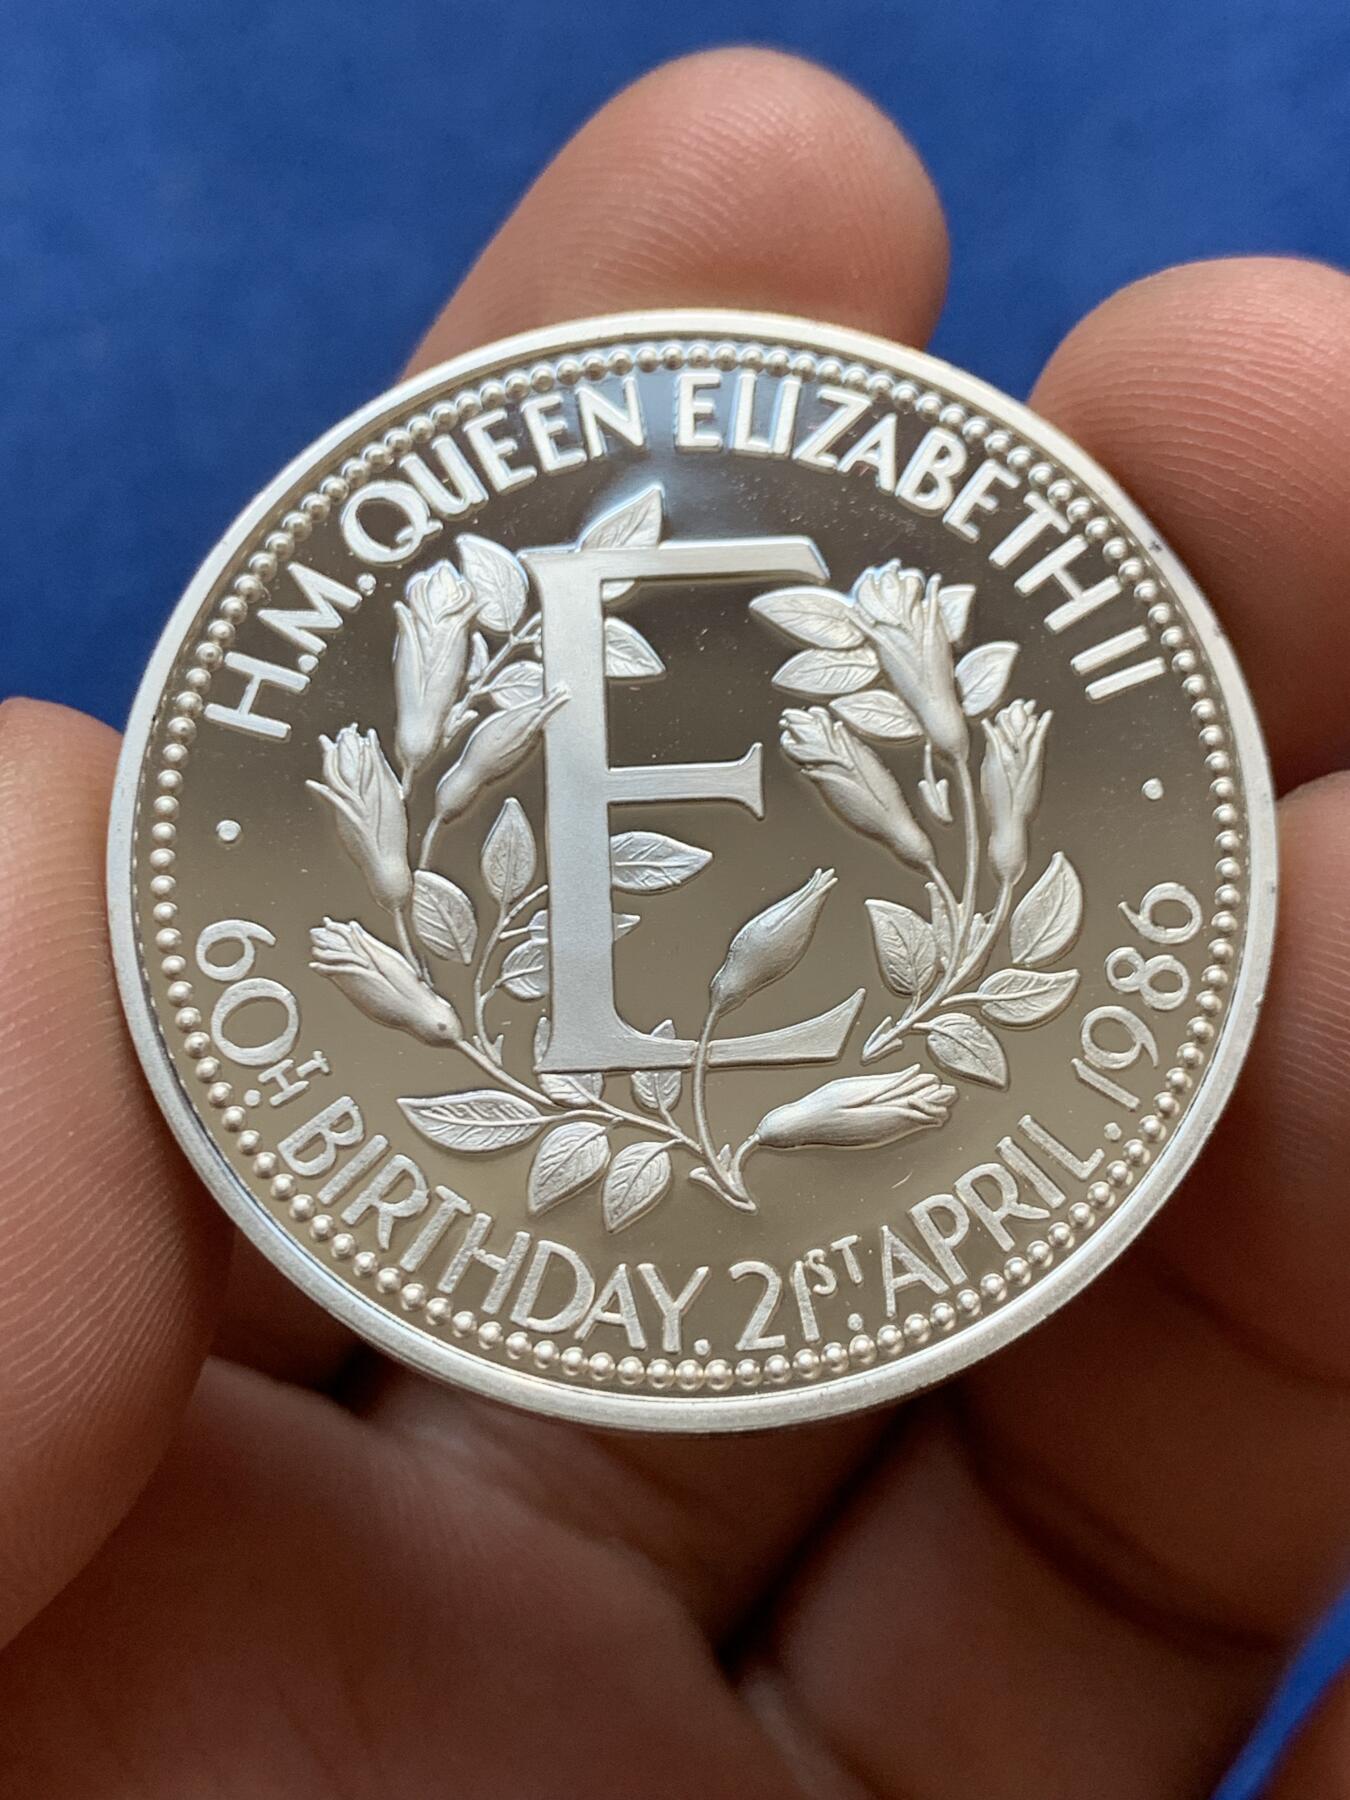 H.M. QUEEN ELIZABETH II
E
60TH BIRTHDAY. 21ST APRIL. 1986